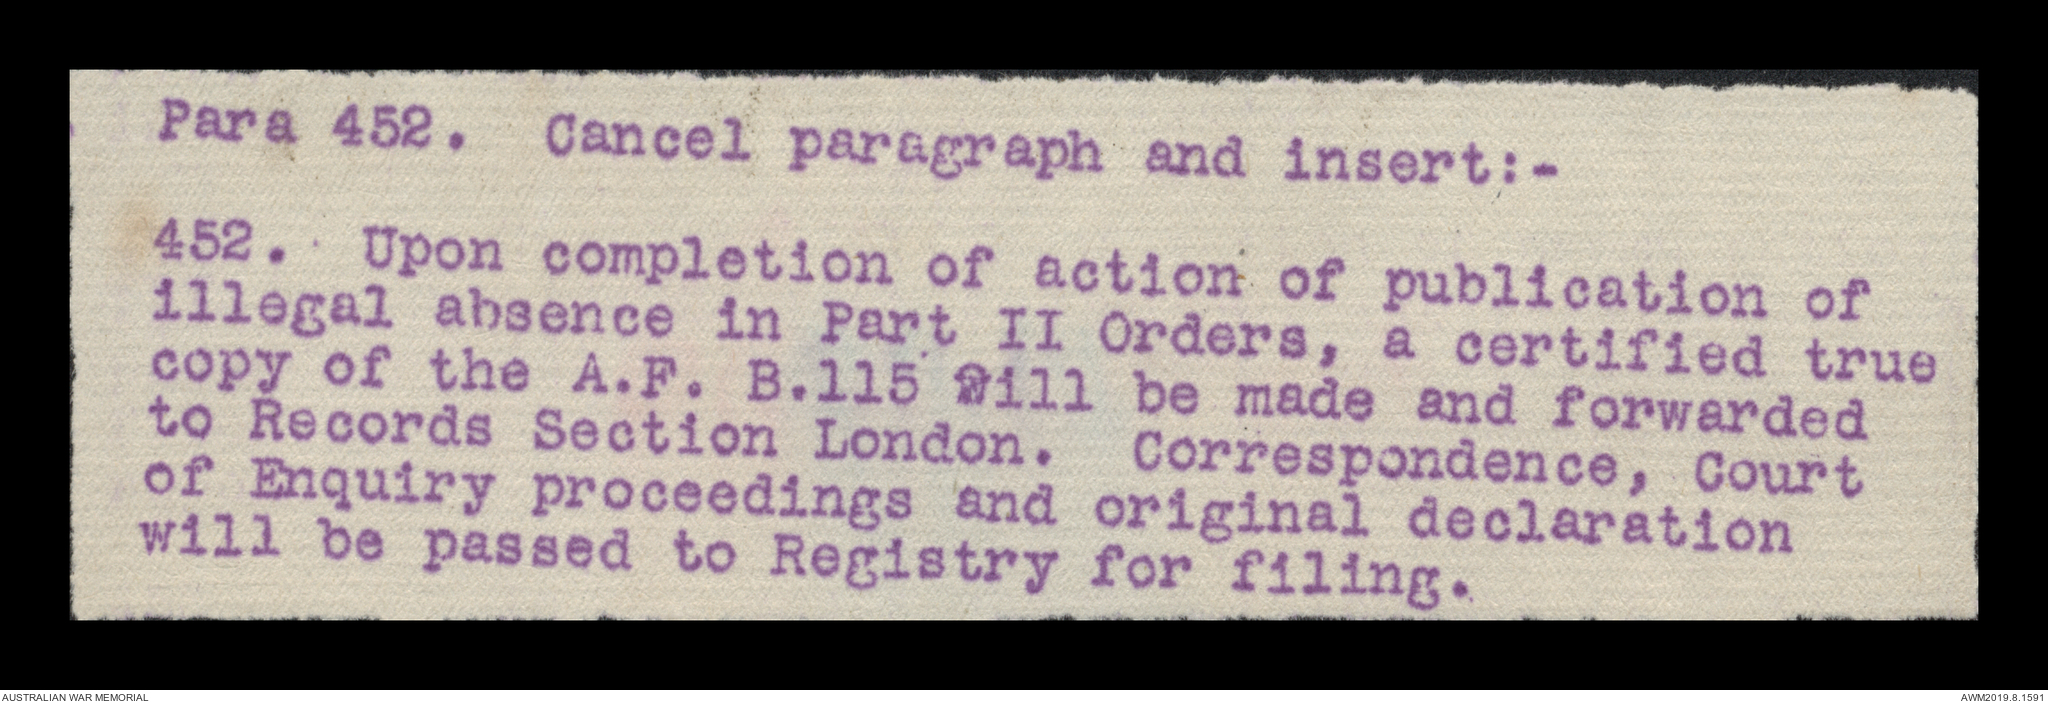 Para 452. Cancel paragraph and insert:-
452. Upon completion of action of publication of
illegal absence in Part II Orders, a certified true
copy of the A.F. B.115 will be made and forwarded
to Records Section London. Correspondence, Court
of Enquiry proceedings and original declaration
will be passed to Registry for filing.
AUSTRALIAN WAR MEMORIAL
AWM2019.8.1591